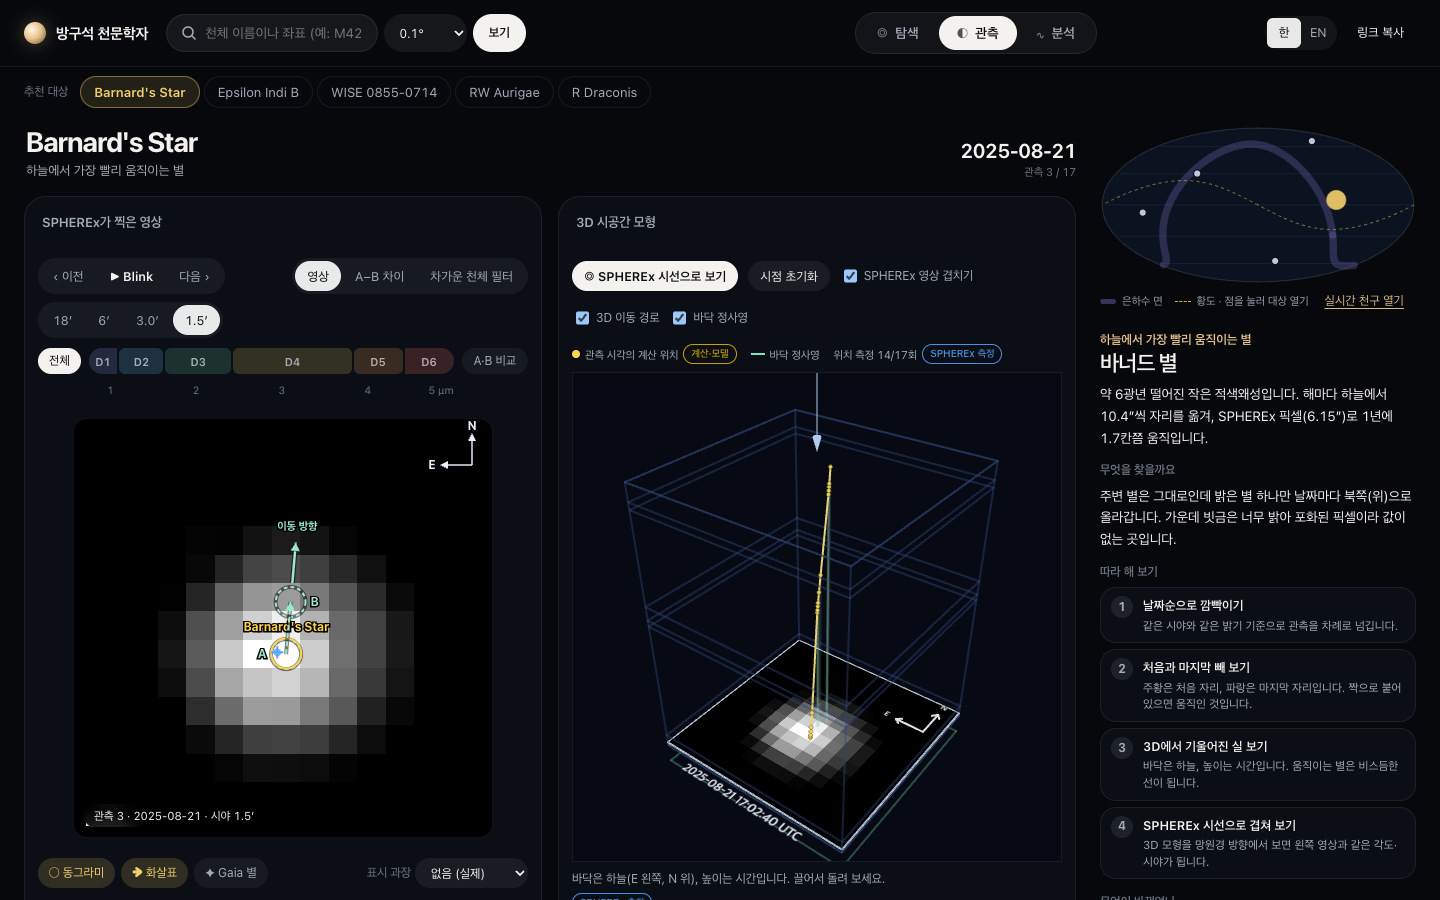 방구석 천문학자
천체 이름이나 좌표 (예: M42
0.1°
보기
탐색
관측
분석
한
EN
링크 복사
추천 대상
Barnard's Star
Epsilon Indi B
WISE 0855-0714
RW Aurigae
R Draconis
Barnard's Star
하늘에서 가장 빨리 움직이는 별
2025-08-21
관측 3 / 17
SPHEREx가 찍은 영상
‹ 이전
▶ Blink
다음 ›
영상
A−B 차이
차가운 천체 필터
18′
6′
3.0′
1.5′
전체
D1
D2
D3
D4
D5
D6
A·B 비교
1
2
3
4
5 μm
N
E
이동 방향
B
Barnard's Star
A
관측 3 · 2025-08-21 · 시야 1.5′
동그라미
화살표
Gaia 별
표시 과장
없음 (실제)
3D 시공간 모형
SPHEREx 시선으로 보기
시점 초기화
SPHEREx 영상 겹치기
3D 이동 경로
바닥 정사영
관측 시각의 계산 위치
계산·모델
바닥 정사영
위치 측정 14/17회
SPHEREx 측정
E
N
2025-08-21 17:02:40 UTC
바닥은 하늘(E 왼쪽, N 위), 높이는 시간입니다. 끌어서 돌려 보세요.
은하수 면
황도 · 점을 눌러 대상 열기
실시간 천구 열기
하늘에서 가장 빨리 움직이는 별
바너드 별
약 6광년 떨어진 작은 적색왜성입니다. 해마다 하늘에서
10.4″씩 자리를 옮겨, SPHEREx 픽셀(6.15″)로 1년에
1.7칸쯤 움직입니다.
무엇을 찾을까요
주변 별은 그대로인데 밝은 별 하나만 날짜마다 북쪽(위)으로
올라갑니다. 가운데 빗금은 너무 밝아 포화된 픽셀이라 값이
없는 곳입니다.
따라 해 보기
1
날짜순으로 깜빡이기
같은 시야와 같은 밝기 기준으로 관측을 차례로 넘깁니다.
2
처음과 마지막 빼 보기
주황은 처음 자리, 파랑은 마지막 자리입니다. 짝으로 붙어
있으면 움직인 것입니다.
3
3D에서 기울어진 실 보기
바닥은 하늘, 높이는 시간입니다. 움직이는 별은 비스듬한
선이 됩니다.
4
SPHEREx 시선으로 겹쳐 보기
3D 모형을 망원경 방향에서 보면 왼쪽 영상과 같은 각도·
시야가 됩니다.